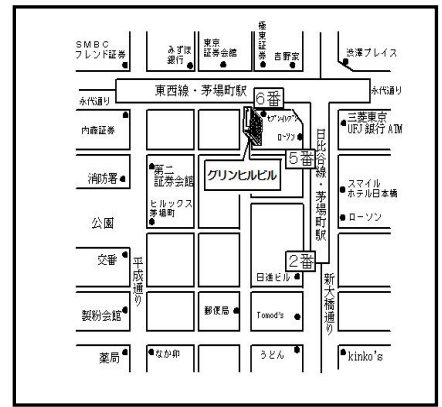 SMBC
フレンド証券
みずほ
銀行
東京
証券会館
極東証券
吉野家
渋澤プレイス
東西線・茅場町駅
永代通り
永代通り
6番
内藤証券
セブンイレブン
ローソン
三菱東京
UFJ銀行ATM
5番
日比谷線・茅場町駅
消防署
第二
証券会館
グリンヒルビル
スマイル
ホテル日本橋
ヒルックス
茅場町
ローソン
公園
交番
平成通り
2番
日進ビル
新大橋通り
製粉会館
郵便局
Tomod's
薬局
なか卯
うどん
kinko's